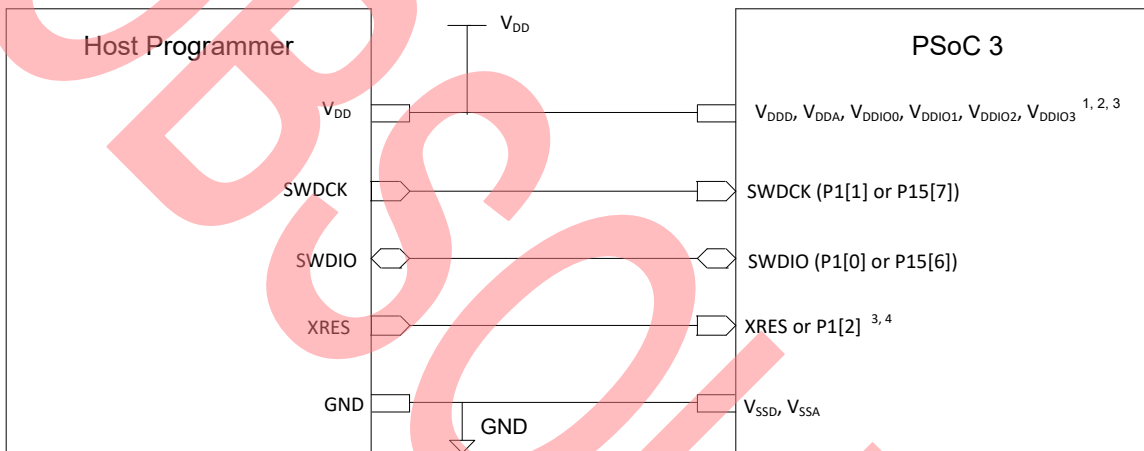 V_DD
Host Programmer
PSoC 3
V_DD
V_DDD, V_DDA, V_DDIO0, V_DDIO1, V_DDIO2, V_DDIO3 1, 2, 3
SWDCK
SWDCK (P1[1] or P15[7])
SWDIO
SWDIO (P1[0] or P15[6])
XRES
XRES or P1[2] 3, 4
GND
V_SSD, V_SSA
GND